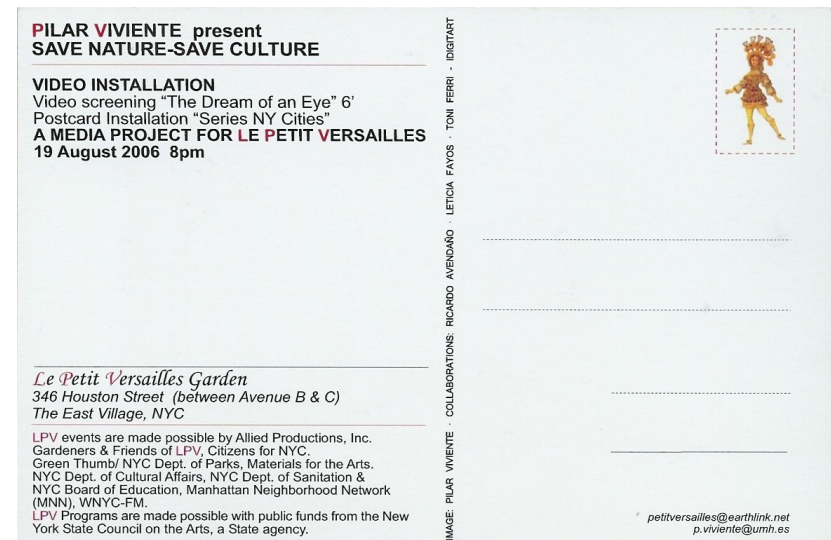 PILAR VIVIENTE present
SAVE NATURE-SAVE CULTURE
VIDEO INSTALLATION
Video screening “The Dream of an Eye” 6’
Postcard Installation “Series NY Cities”
A MEDIA PROJECT FOR LE PETIT VERSAILLES
19 August 2006 8pm
Le Petit Versailles Garden
346 Houston Street (between Avenue B & C)
The East Village, NYC
LPV events are made possible by Allied Productions, Inc.
Gardeners & Friends of LPV, Citizens for NYC.
Green Thumb/ NYC Dept. of Parks, Materials for the Arts.
NYC Dept. of Cultural Affairs, NYC Dept. of Sanitation &
NYC Board of Education, Manhattan Neighborhood Network
(MNN), WNYC-FM.
LPV Programs are made possible with public funds from the New
York State Council on the Arts, a State agency.
IMAGE: PILAR VIVIENTE · COLLABORATIONS: RICARDO AVENDAÑO · LETICIA FAYOS · TONI FERRI - IDIGITART
petitversailles@earthlink.net
p.viviente@umh.es